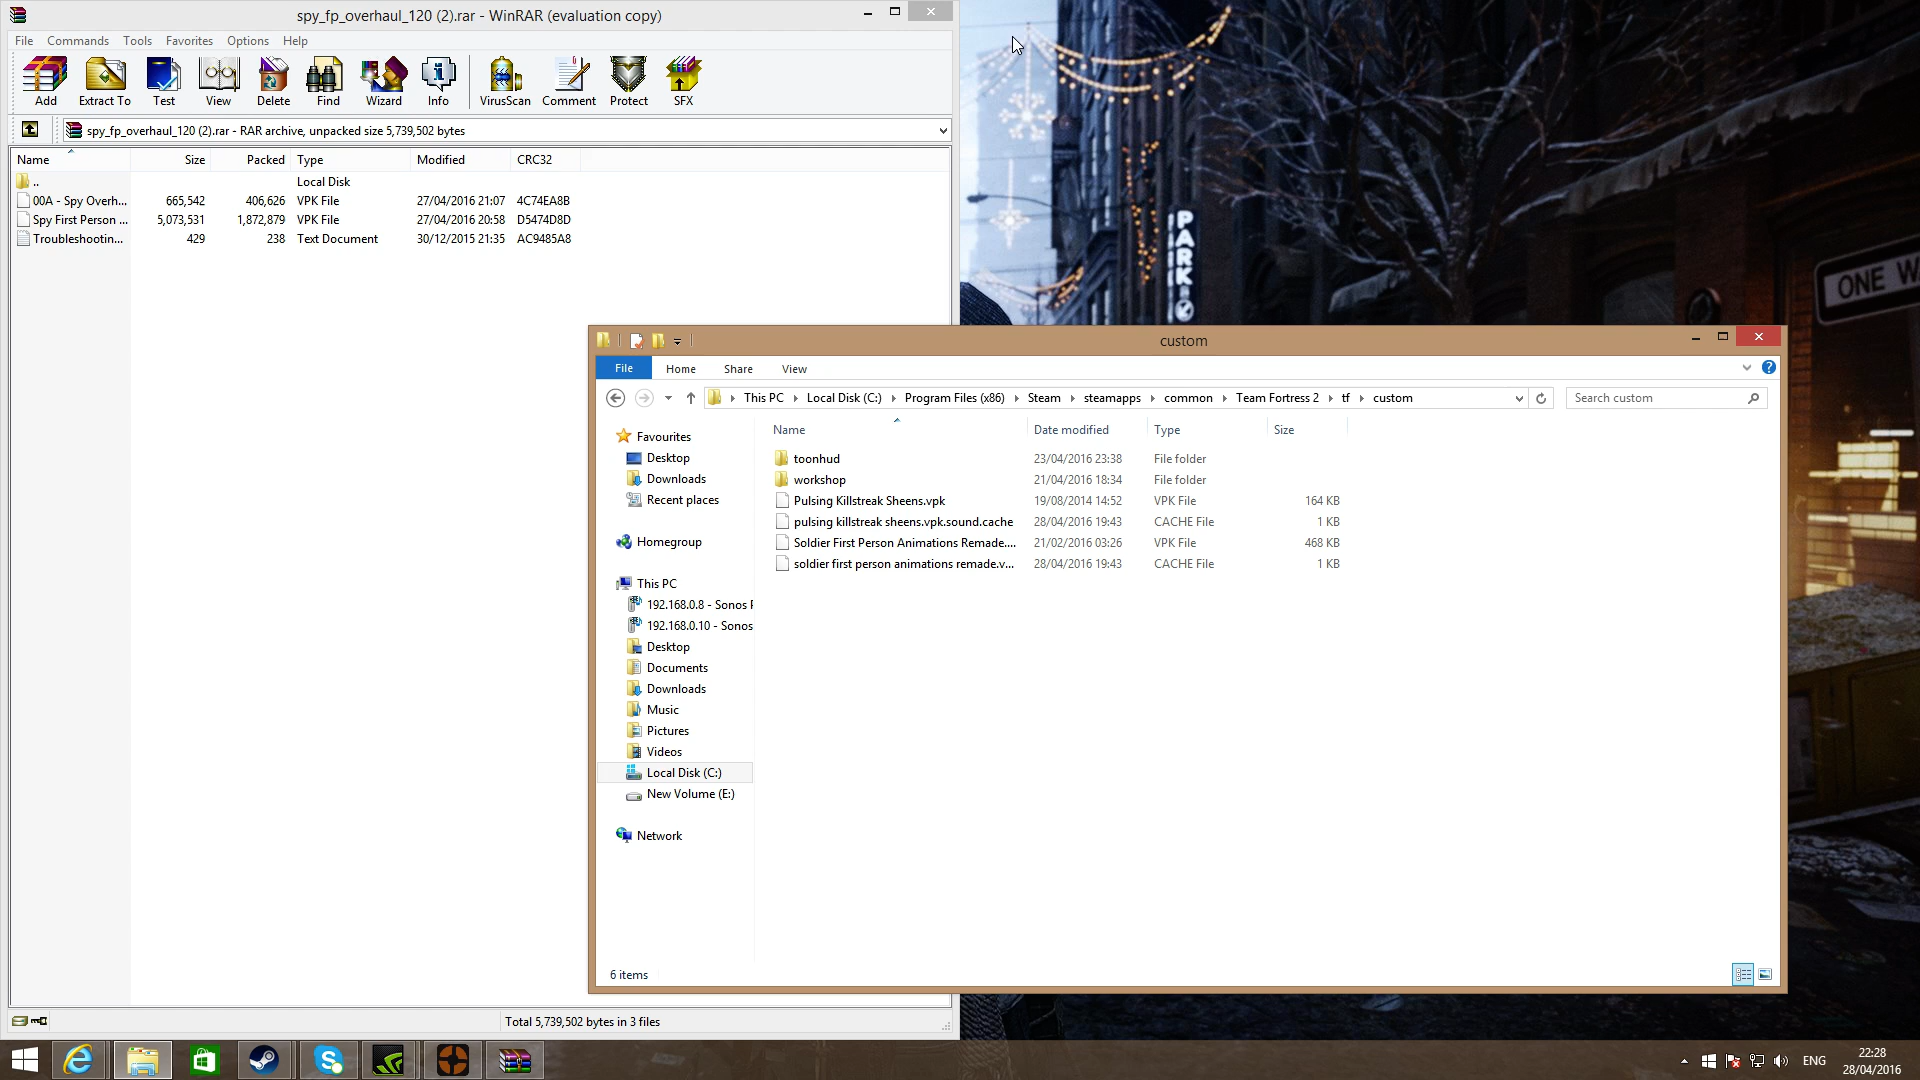 spy_fp_overhaul_120 (2).rar - WinRAR (evaluation copy)
File Commands Tools Favorites Options Help
Add Extract To Test View Delete Find Wizard Info VirusScan Comment Protect SFX
spy_fp_overhaul_120 (2).rar - RAR archive, unpacked size 5,739,502 bytes
Name Size Packed Type Modified CRC32
.. Local Disk
00A - Spy Overh... 665,542 406,626 VPK File 27/04/2016 21:07 4C74EA8B
Spy First Person ... 5,073,531 1,872,879 VPK File 27/04/2016 20:58 D5474D8D
Troubleshootin... 429 238 Text Document 30/12/2015 21:35 AC9485A8
Total 5,739,502 bytes in 3 files
PARK
ONE W
custom
File Home Share View
This PC Local Disk (C:) Program Files (x86) Steam steamapps common Team Fortress 2 tf custom
Search custom
Favourites
Desktop
Downloads
Recent places
Homegroup
This PC
192.168.0.8 - Sonos
192.168.0.10 - Sonos
Desktop
Documents
Downloads
Music
Pictures
Videos
Local Disk (C:)
New Volume (E:)
Network
Name Date modified Type Size
toonhud 23/04/2016 23:38 File folder
workshop 21/04/2016 18:34 File folder
Pulsing Killstreak Sheens.vpk 19/08/2014 14:52 VPK File 164 KB
pulsing killstreak sheens.vpk.sound.cache 28/04/2016 19:43 CACHE File 1 KB
Soldier First Person Animations Remade.... 21/02/2016 03:26 VPK File 468 KB
soldier first person animations remade.v... 28/04/2016 19:43 CACHE File 1 KB
6 items
ENG
22:28
28/04/2016